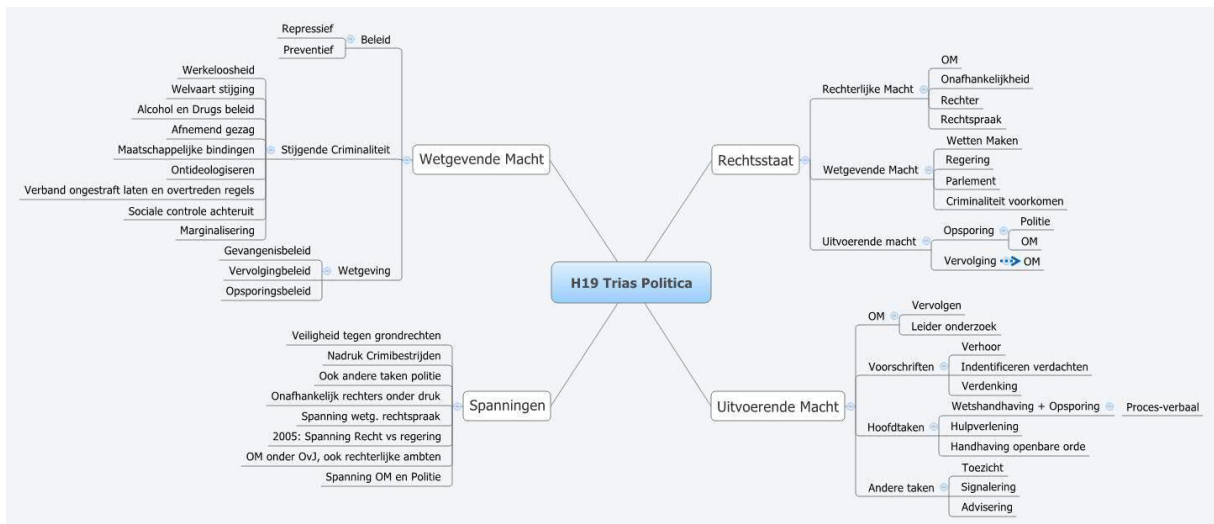 H19 Trias Politica
Wetgevende Macht
Beleid
Repressief
Preventief
Stijgende Criminaliteit
Werkeloosheid
Welvaart stijging
Alcohol en Drugs beleid
Afnemend gezag
Maatschappelijke bindingen
Ontideologiseren
Verband ongestraft laten en overtreden regels
Sociale controle achteruit
Marginalisering
Wetgeving
Gevangenisbeleid
Vervolgingbeleid
Opsporingsbeleid
Spanningen
Veiligheid tegen grondrechten
Nadruk Crimibestrijden
Ook andere taken politie
Onafhankelijk rechters onder druk
Spanning wetg. rechtspraak
2005: Spanning Recht vs regering
OM onder OvJ, ook rechterlijke ambten
Spanning OM en Politie
Rechtsstaat
Rechterlijke Macht
OM
Onafhankelijkheid
Rechter
Rechtspraak
Wetgevende Macht
Wetten Maken
Regering
Parlement
Criminaliteit voorkomen
Uitvoerende macht
Opsporing
Politie
OM
Vervolging
OM
Uitvoerende Macht
OM
Vervolgen
Leider onderzoek
Voorschriften
Verhoor
Indentificeren verdachten
Verdenking
Hoofdtaken
Wetshandhaving + Opsporing
Proces-verbaal
Hulpverlening
Handhaving openbare orde
Andere taken
Toezicht
Signalering
Advisering